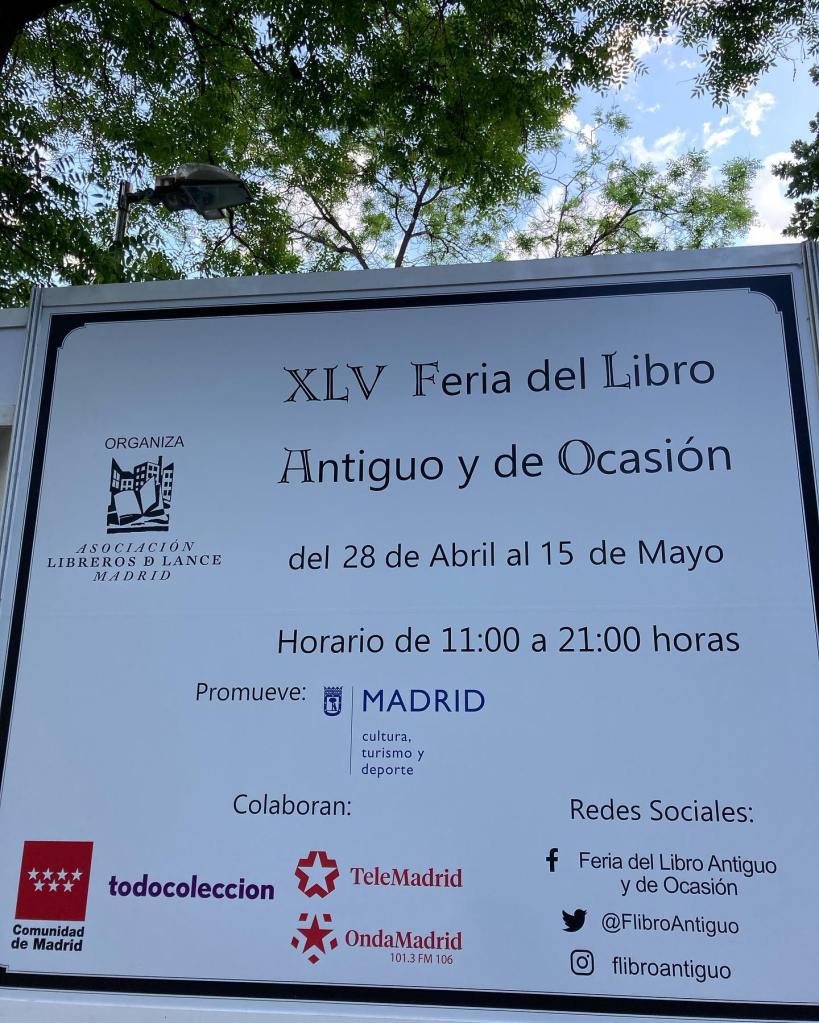 XLV Feria del Libro
Antiguo y de Ocasión
ORGANIZA
ASOCIACIÓN
LIBREROS D LANCE
MADRID
del 28 de Abril al 15 de Mayo
Horario de 11:00 a 21:00 horas
Promueve:
MADRID
cultura,
turismo y
deporte
Colaboran:
Comunidad
de Madrid
todocoleccion
TeleMadrid
OndaMadrid
101.3 FM 106
Redes Sociales:
Feria del Libro Antiguo
y de Ocasión
@FlibroAntiguo
flibroantiguo